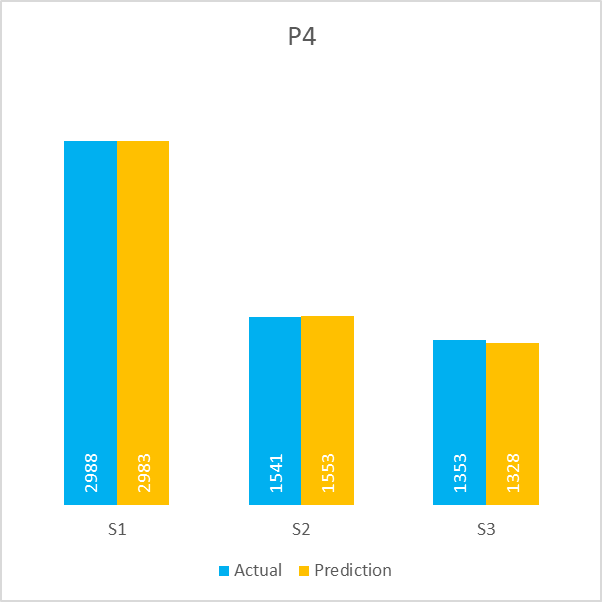 P4
2988
2983
1541
1553
1353
1328
S1
S2
S3
Actual
Prediction